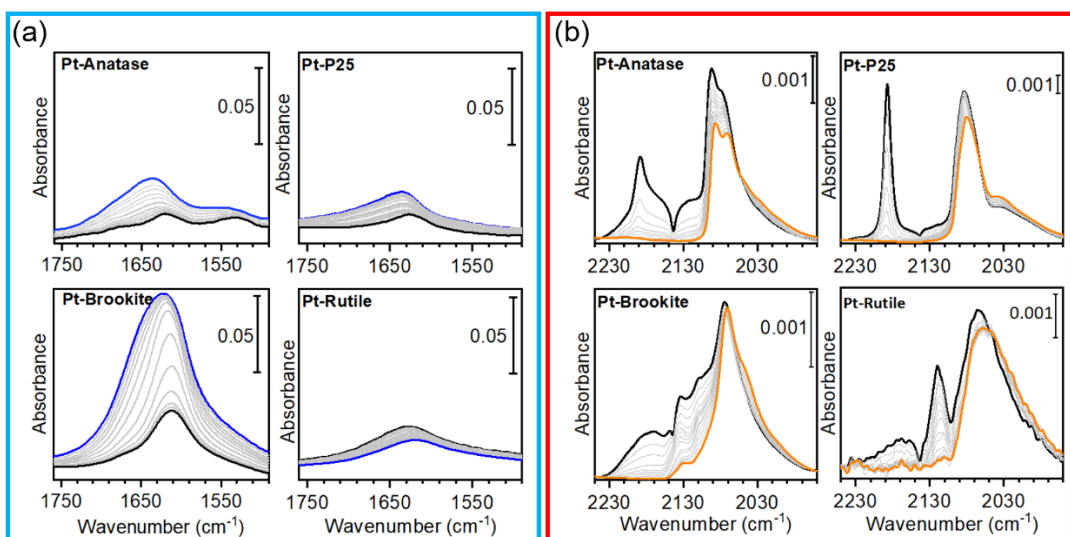 (a)
Pt-Anatase
0.05
Absorbance
1750 1650 1550
Pt-P25
0.05
Absorbance
1750 1650 1550
Pt-Brookite
0.05
Absorbance
1750 1650 1550
Wavenumber (cm⁻¹)
Pt-Rutile
0.05
Absorbance
1750 1650 1550
Wavenumber (cm⁻¹)
(b)
Pt-Anatase
0.001
Absorbance
2230 2130 2030
Pt-P25
0.001
Absorbance
2230 2130 2030
Pt-Brookite
0.001
Absorbance
2230 2130 2030
Wavenumber (cm⁻¹)
Pt-Rutile
0.001
Absorbance
2230 2130 2030
Wavenumber (cm⁻¹)